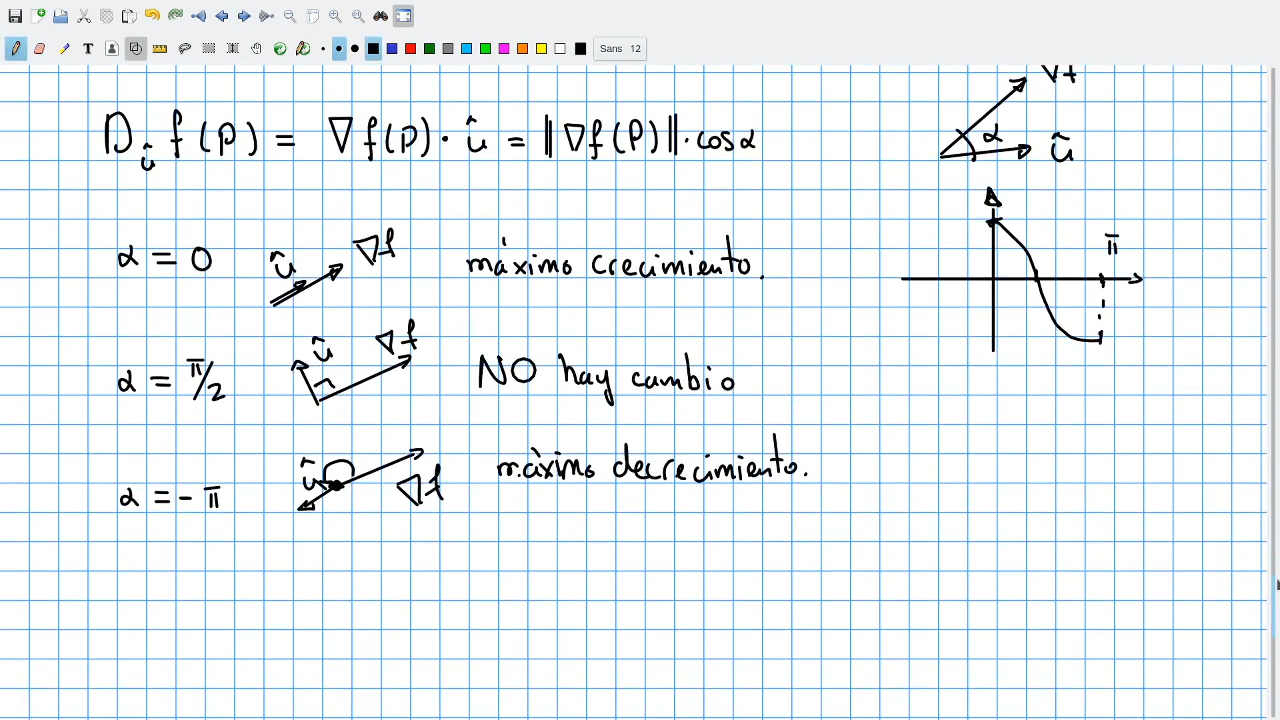 Sans 12
∇f
D_û f(P) = ∇f(P) · û = ‖∇f(P)‖ · cos α
α
û
α = 0 û ∇f máximo crecimiento.
π
α = π/2 û ∇f NO hay cambio
α = - π û ∇f máximo decrecimiento.